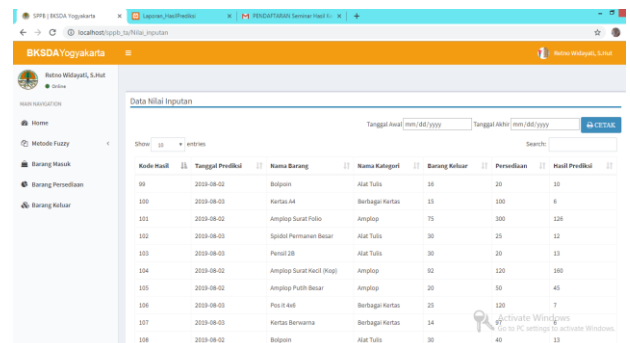 SPPB | BKSDA Yogyakarta
Laporan_HasilPrediksi
PENDAFTARAN Seminar Hasil
localhost/sppb_ta/Nilai_inputan
BKSDA Yogyakarta
Retno Widayati, S.Hut
Retno Widayati, S.Hut
Online
MAIN NAVIGATION
Home
Metode Fuzzy
Barang Masuk
Barang Persediaan
Barang Keluar
Data Nilai Inputan
Tanggal Awal mm/dd/yyyy Tanggal Akhir mm/dd/yyyy CETAK
Show 10 entries Search:
Kode Hasil Tanggal Prediksi Nama Barang Nama Kategori Barang Keluar Persediaan Hasil Prediksi
99 2019-08-02 Bolpoin Alat Tulis 16 20 10
100 2019-08-03 Kertas A4 Berbagai Kertas 15 100 6
101 2019-08-02 Amplop Surat Folio Amplop 75 300 126
102 2019-08-03 Spidol Permanen Besar Alat Tulis 30 25 12
103 2019-08-03 Pensil 2B Alat Tulis 30 20 13
104 2019-08-02 Amplop Surat Kecil (Kop) Amplop 92 120 160
105 2019-08-02 Amplop Putih Besar Amplop 20 50 45
106 2019-08-03 Pos it 4x6 Berbagai Kertas 25 120 7
107 2019-08-03 Kertas Berwarna Berbagai Kertas 14 97 6
108 2019-08-02 Bolpoin Alat Tulis 30 40 13
Activate Windows
Go to PC settings to activate Windows.